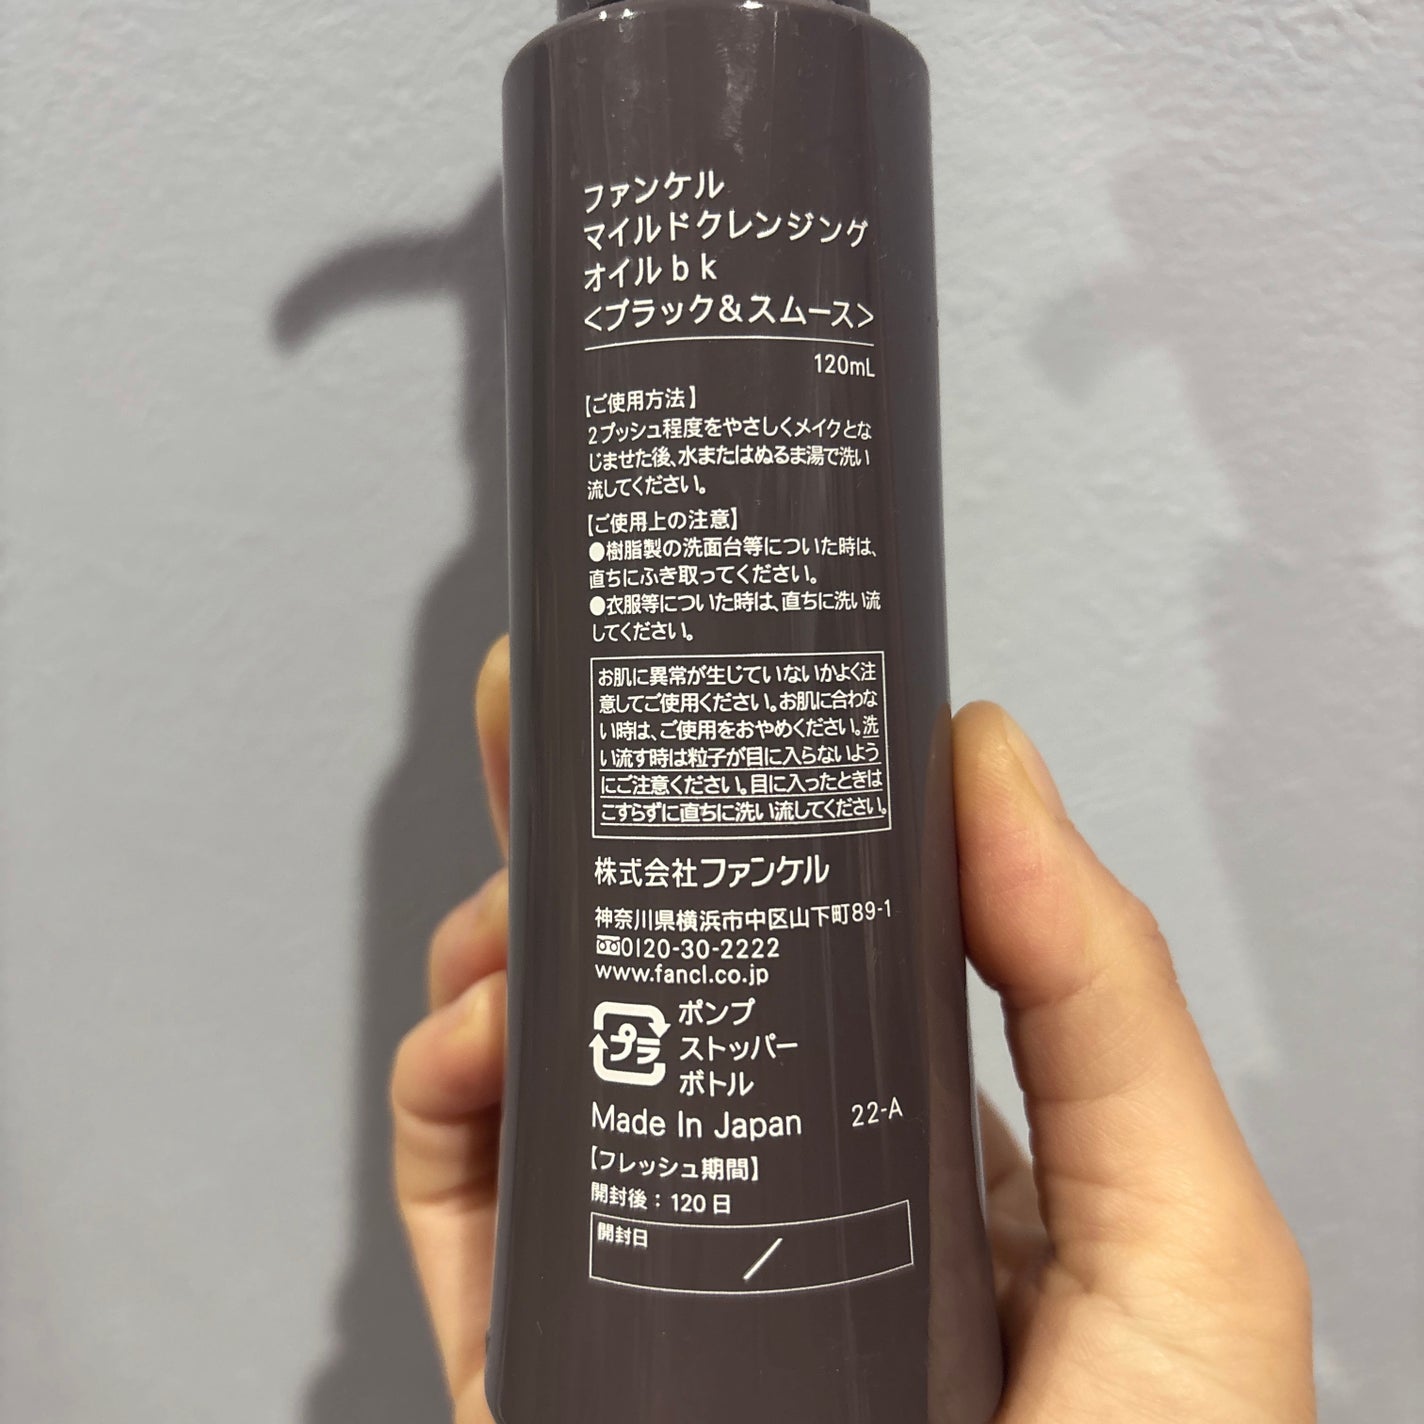 ファンケル
マイルドクレンジング
オイルbk
<ブラック&スムース>
120mL
【ご使用方法】
2プッシュ程度をやさしくメイクとな
じませた後、水またはぬるま湯で洗い
流してください。
【ご使用上の注意】
●樹脂製の洗面台等についた時は、
直ちにふき取ってください。
●衣服等についた時は、直ちに洗い流
してください。
お肌に異常が生じていないかよく注
意してご使用ください。お肌に合わな
い時は、ご使用をおやめください。洗
い流す時は粒子が目に入らないよう
にご注意ください。目に入ったときは
こすらずに直ちに洗い流してください。
株式会社ファンケル
神奈川県横浜市中区山下町89-1
0120-30-2222
www.fancl.co.jp
プラ
ポンプ
ストッパー
ボトル
Made In Japan 22-A
【フレッシュ期間】
開封後：120日
開封日 /